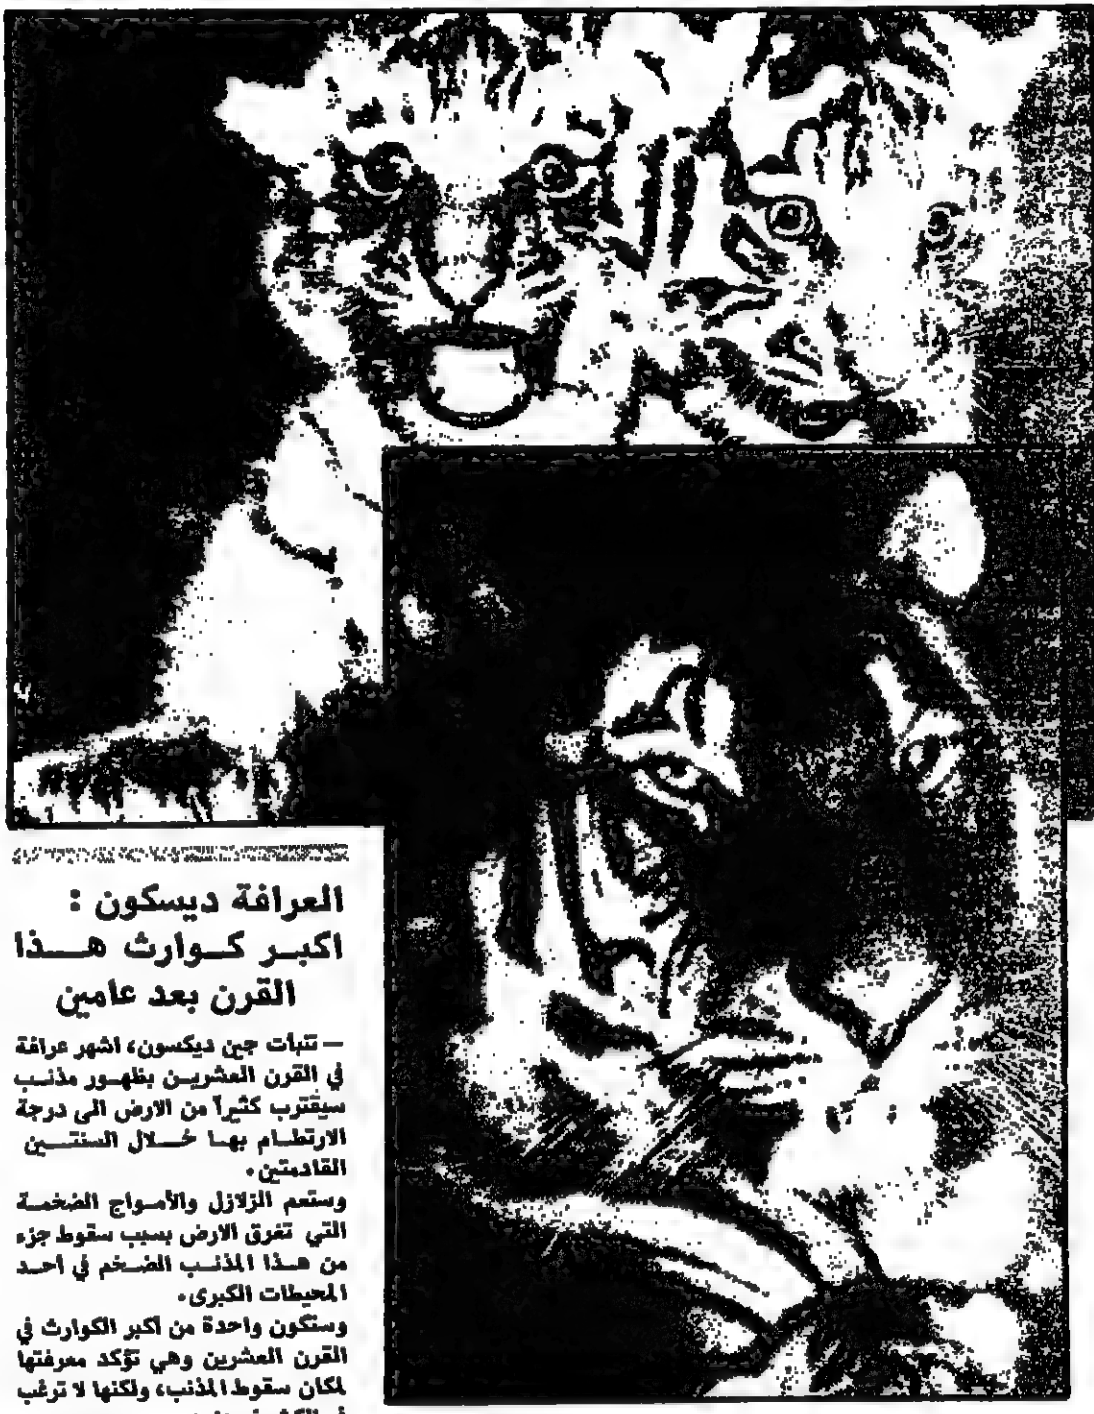 العرافة ديسكون :
اكبر كوارث هذا
القرن بعد عامين
— تنبأت جين ديكسون، اشهر عرافة
في القرن العشرين بظهور مذنب
سيقترب كثيراً من الارض الى درجة
الارتطام بها خلال السنتين
القادمتين.
وستعم الزلازل والأمواج الضخمة
التي تغرق الارض بسبب سقوط جزء
من هذا المذنب الضخم في أحد
المحيطات الكبرى.
وستكون واحدة من أكبر الكوارث في
القرن العشرين وهي تؤكد معرفتها
لمكان سقوط المذنب، ولكنها لا ترغب